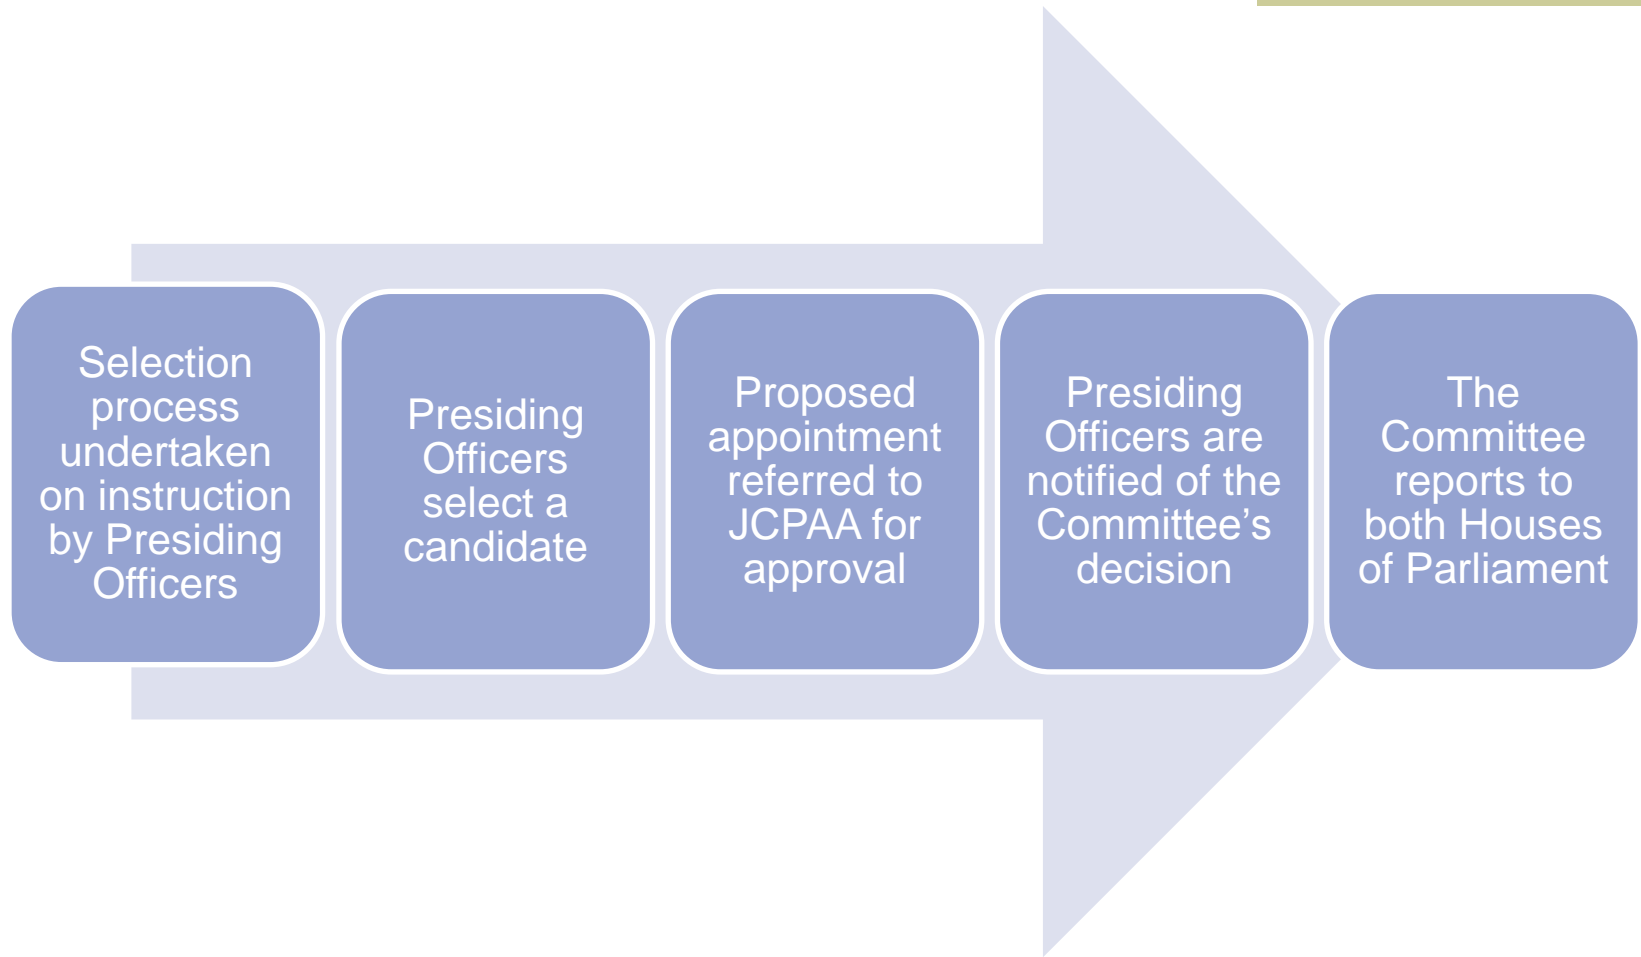 Selection
process
undertaken
on instruction
by Presiding
Officers
Presiding
Officers
select a
candidate
Proposed
appointment
referred to
JCPAA for
approval
Presiding
Officers are
notified of the
Committee’s
decision
The
Committee
reports to
both Houses
of Parliament